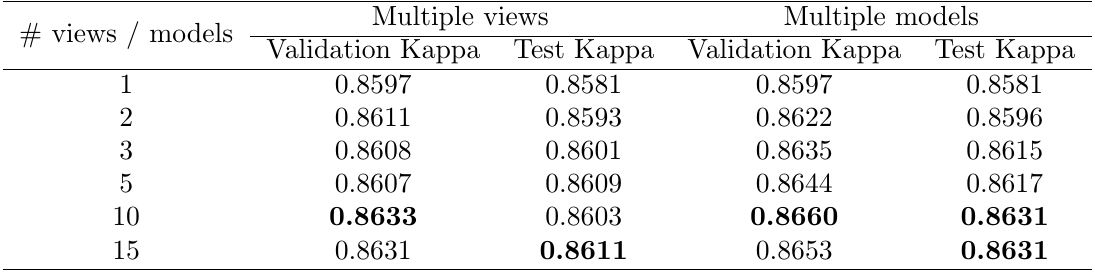 Multiple views Multiple models
# views / models
Validation Kappa Test Kappa Validation Kappa Test Kappa
1 0.8597 0.8581 0.8597 0.8581
2 0.8611 0.8593 0.8622 0.8596
3 0.8608 0.8601 0.8635 0.8615
5 0.8607 0.8609 0.8644 0.8617
10 0.8633 0.8603 0.8660 0.8631
15 0.8631 0.8611 0.8653 0.8631